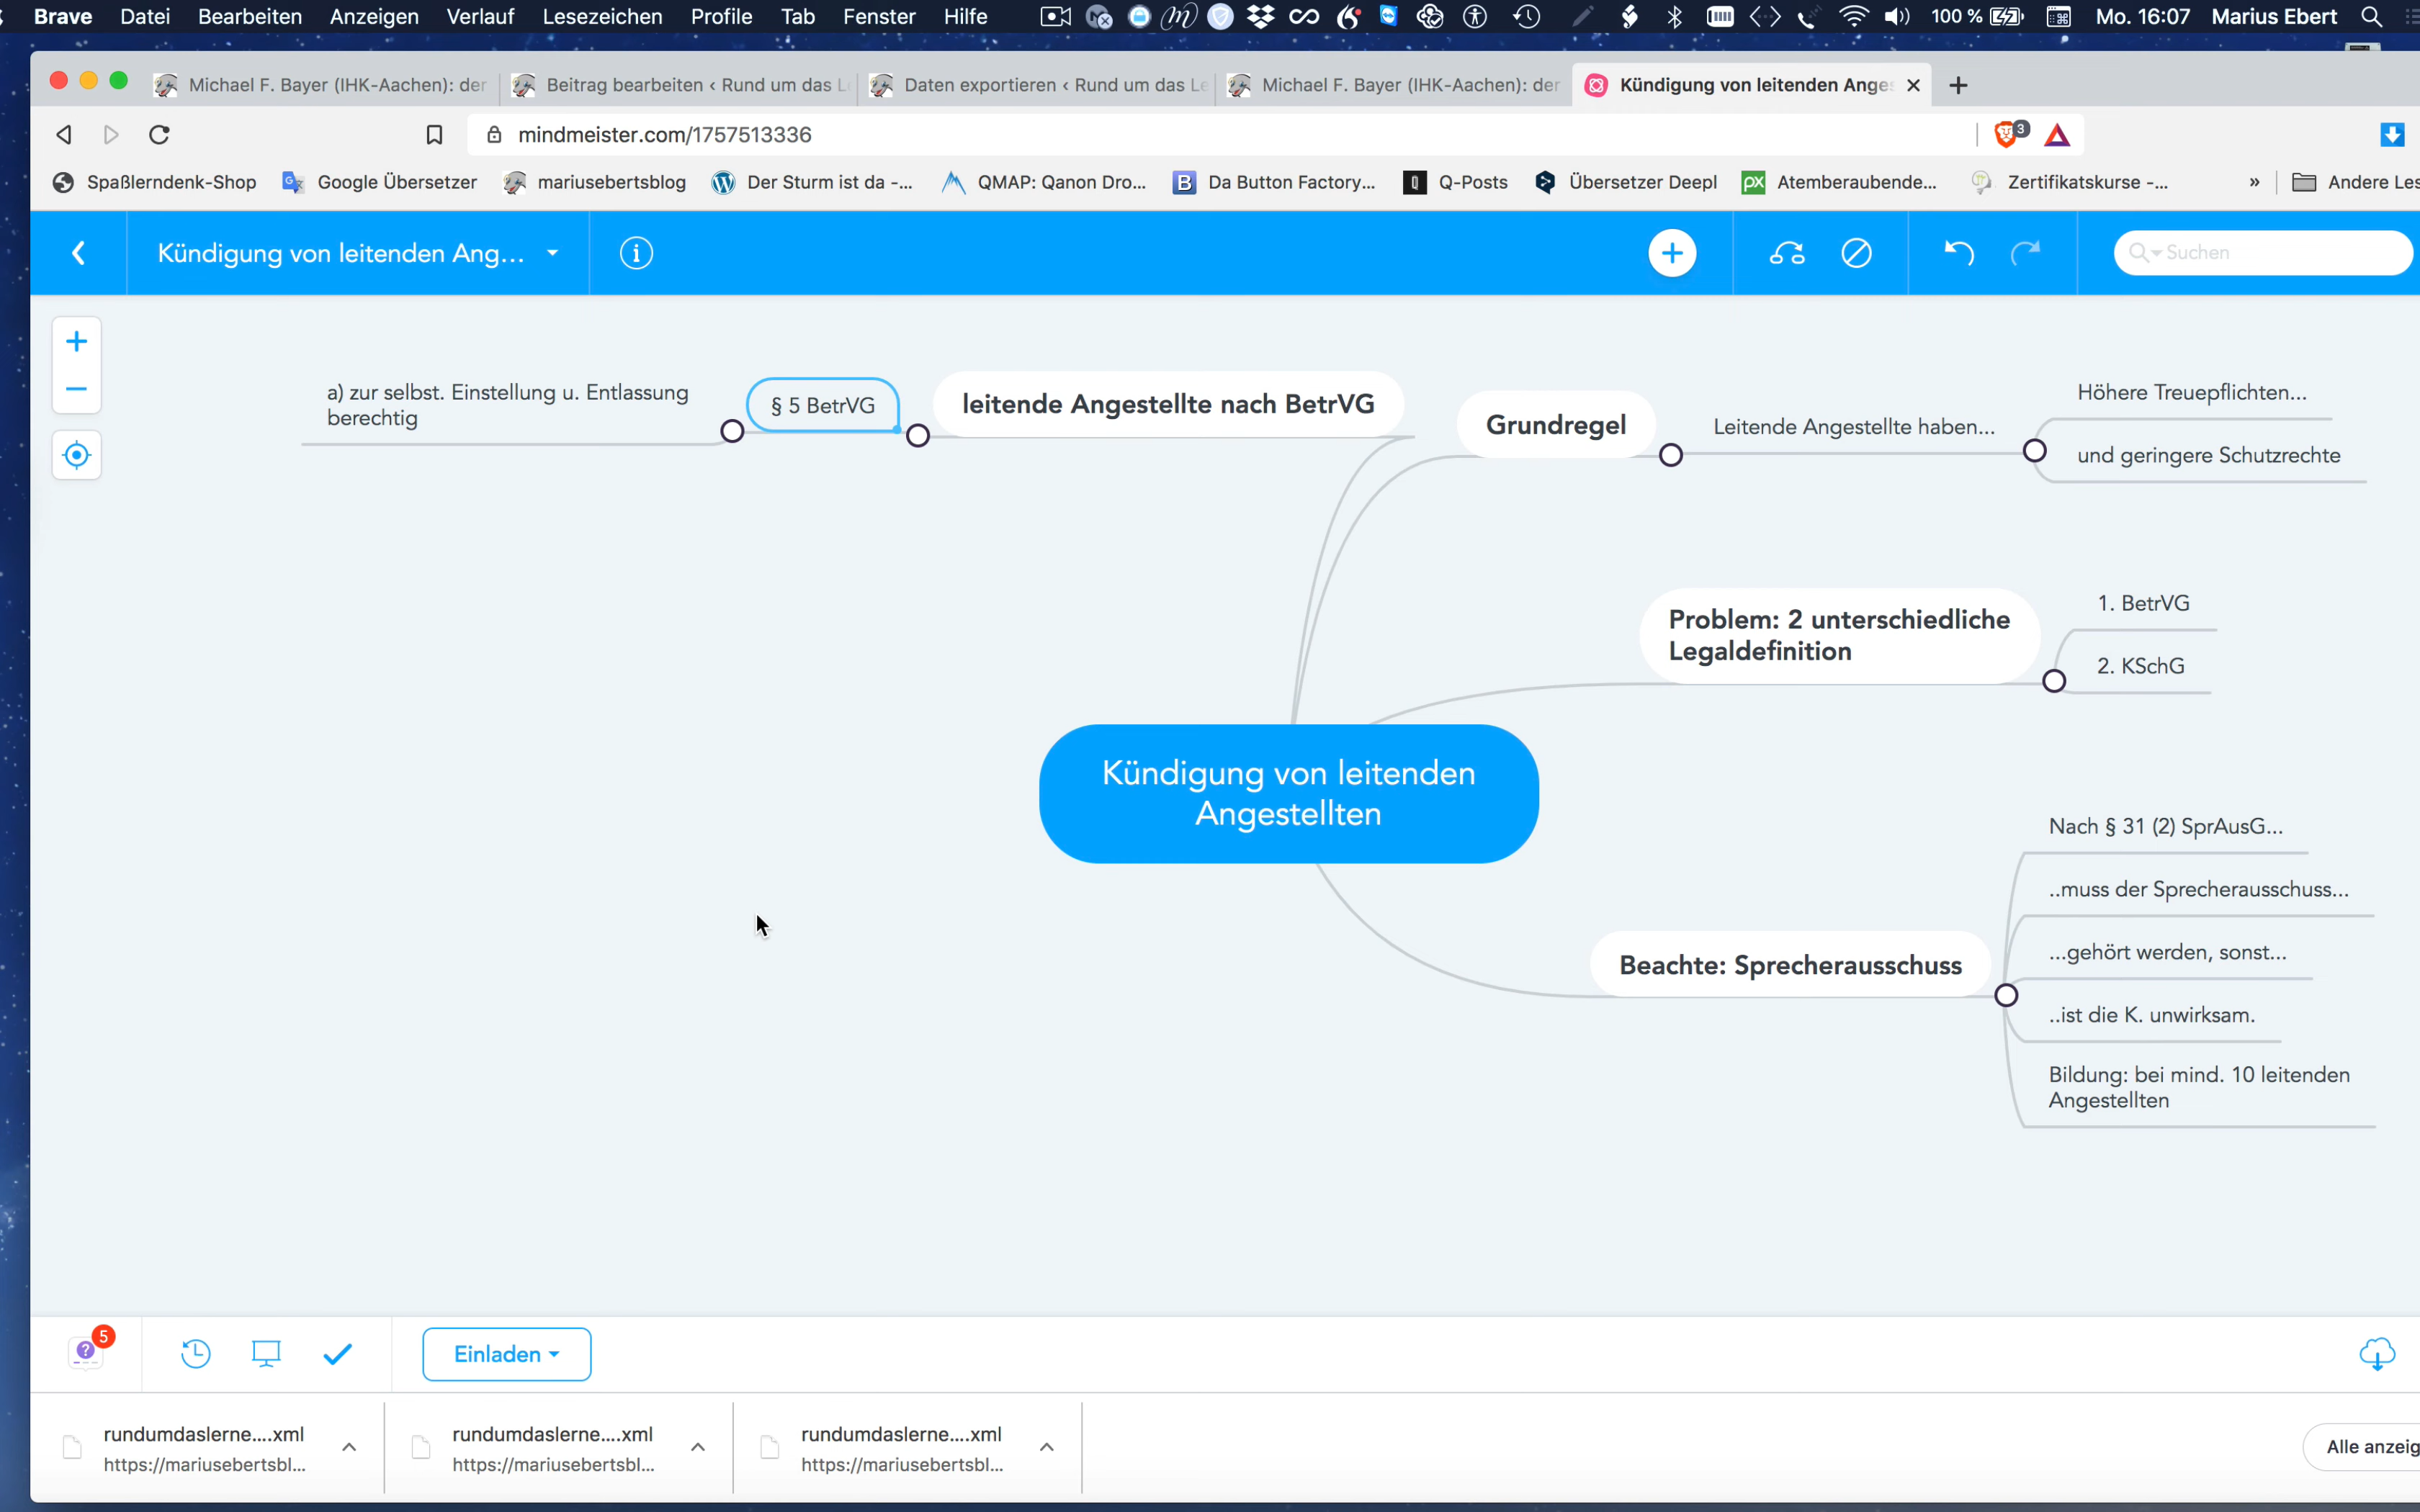 Brave Datei Bearbeiten Anzeigen Verlauf Lesezeichen Profile Tab Fenster Hilfe 100 % Mo. 16:07 Marius Ebert
Michael F. Bayer (IHK-Aachen): der
Beitrag bearbeiten ‹ Rund um das L
Daten exportieren ‹ Rund um das Le
Michael F. Bayer (IHK-Aachen): der
Kündigung von leitenden Anges
mindmeister.com/1757513336
3
Spaßlerndenk-Shop Google Übersetzer mariusebertsblog Der Sturm ist da -... QMAP: Qanon Dro... Da Button Factory... Q-Posts Übersetzer Deepl Atemberaubende... Zertifikatskurse -... » Andere Les
Kündigung von leitenden Ang...
Suchen
a) zur selbst. Einstellung u. Entlassung
berechtig
§ 5 BetrVG
leitende Angestellte nach BetrVG
Grundregel
Leitende Angestellte haben...
Höhere Treuepflichten...
und geringere Schutzrechte
Problem: 2 unterschiedliche
Legaldefinition
1. BetrVG
2. KSchG
Kündigung von leitenden
Angestellten
Beachte: Sprecherausschuss
Nach § 31 (2) SprAusG...
..muss der Sprecherausschuss...
...gehört werden, sonst...
..ist die K. unwirksam.
Bildung: bei mind. 10 leitenden
Angestellten
5
Einladen
rundumdaslerne....xml
https://mariusebertsbl...
rundumdaslerne....xml
https://mariusebertsbl...
rundumdaslerne....xml
https://mariusebertsbl...
Alle anzeig